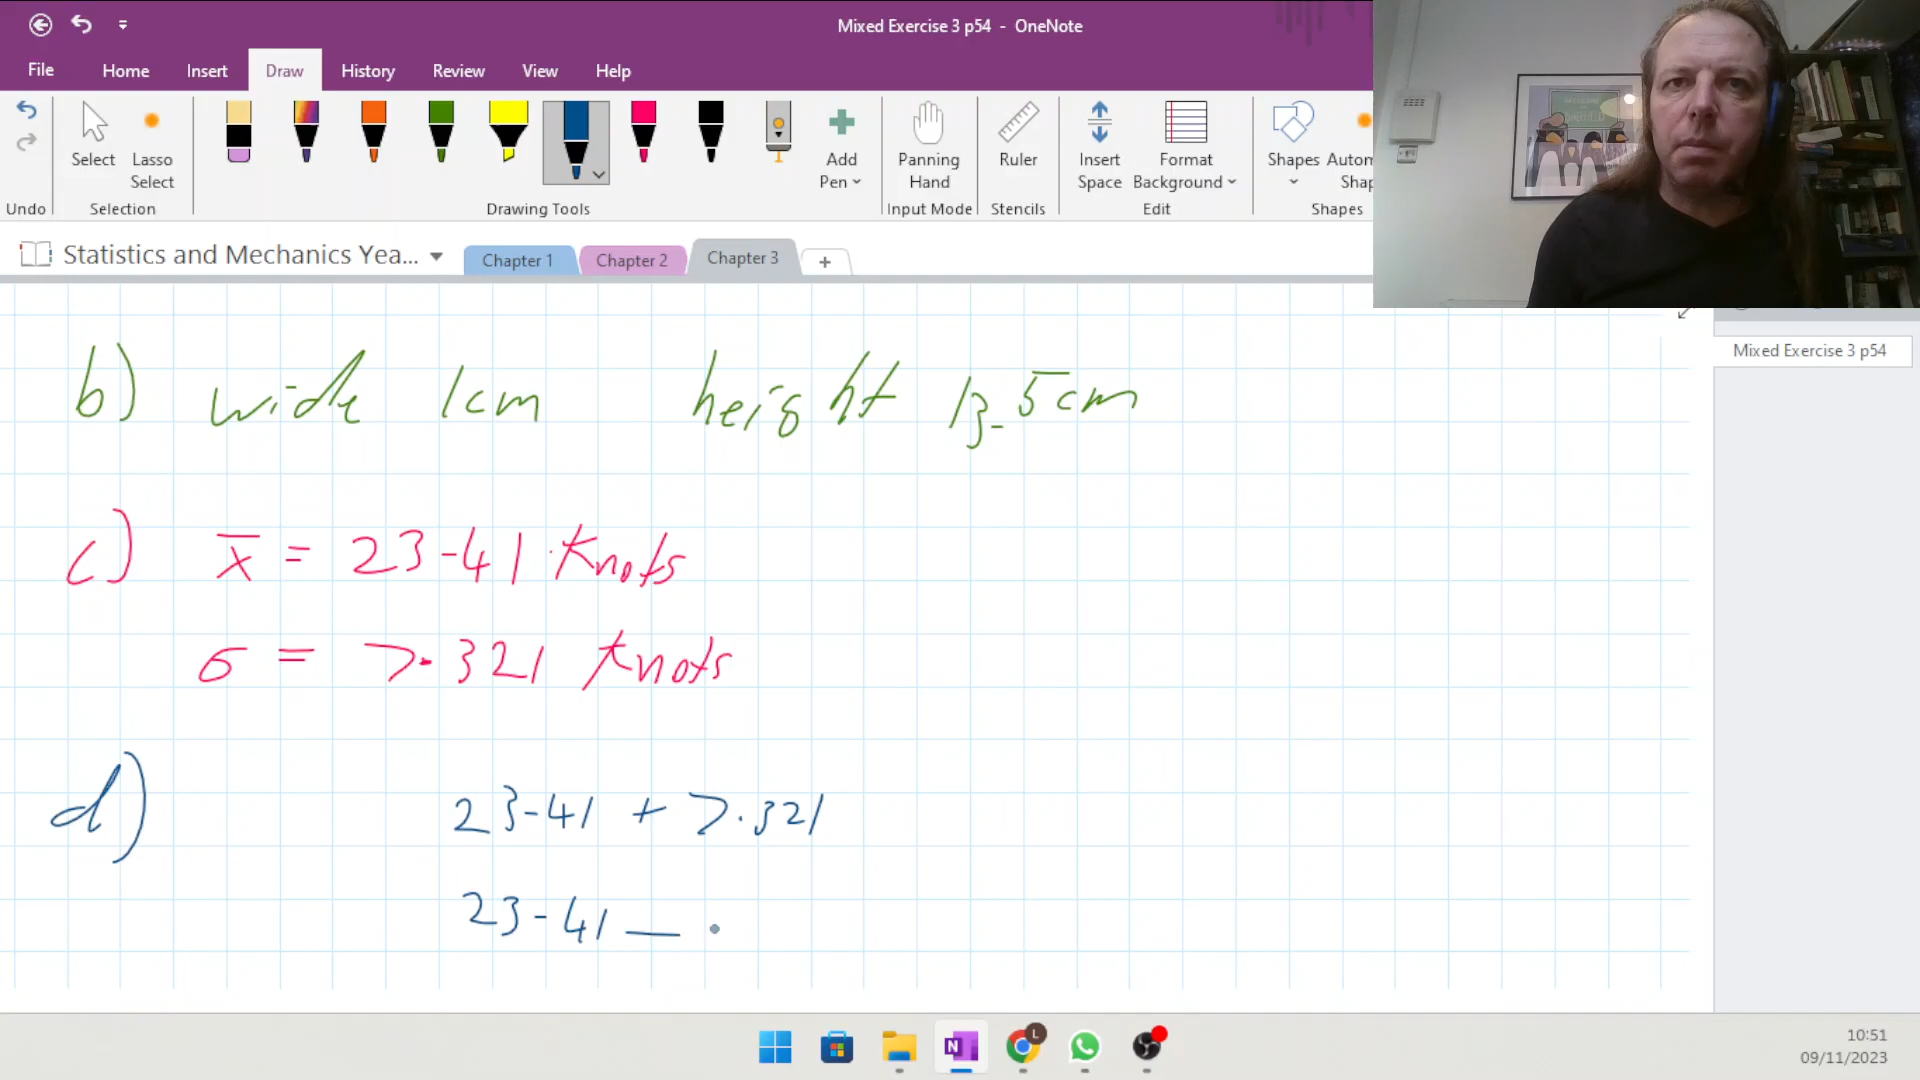 Mixed Exercise 3 p54 - OneNote
File Home Insert Draw History Review View Help
Select Lasso Select Add Pen Panning Hand Ruler Insert Space Format Background Shapes
Undo Selection Drawing Tools Input Mode Stencils Edit Shapes
Statistics and Mechanics Yea... Chapter 1 Chapter 2 Chapter 3 +
Mixed Exercise 3 p54
b) wide 1cm height 13.5cm
c) x̄ = 23.41 Knots
σ = 7.321 Knots
d) 23.41 + 7.321
23.41 —
L
N
10:51
09/11/2023